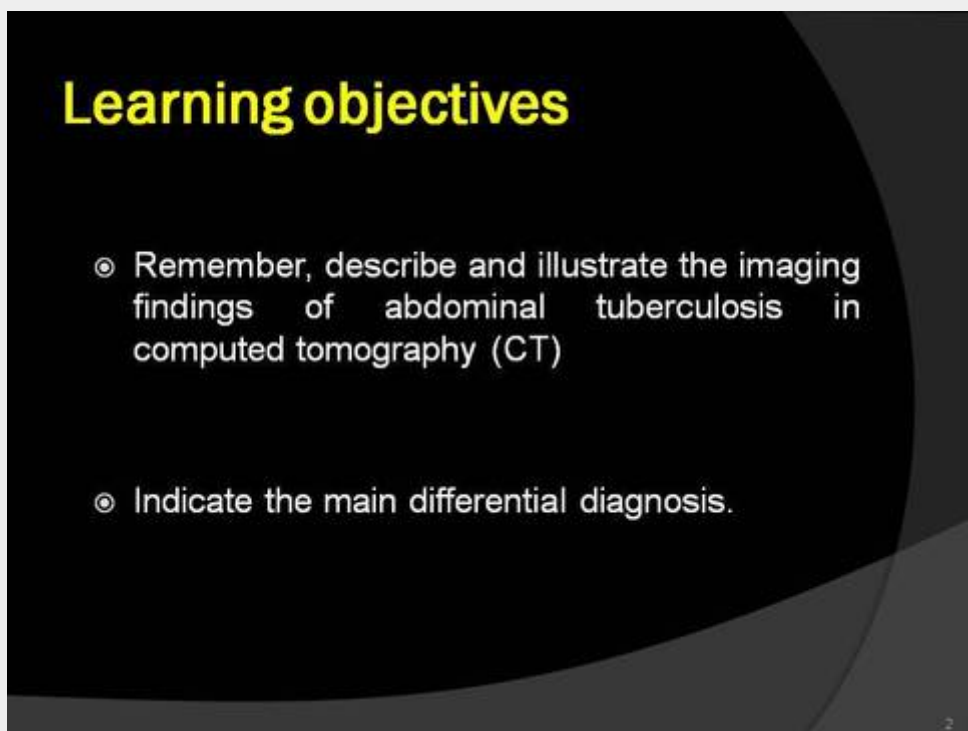 Learning objectives
Remember, describe and illustrate the imaging
findings of abdominal tuberculosis in
computed tomography (CT)
Indicate the main differential diagnosis.
2